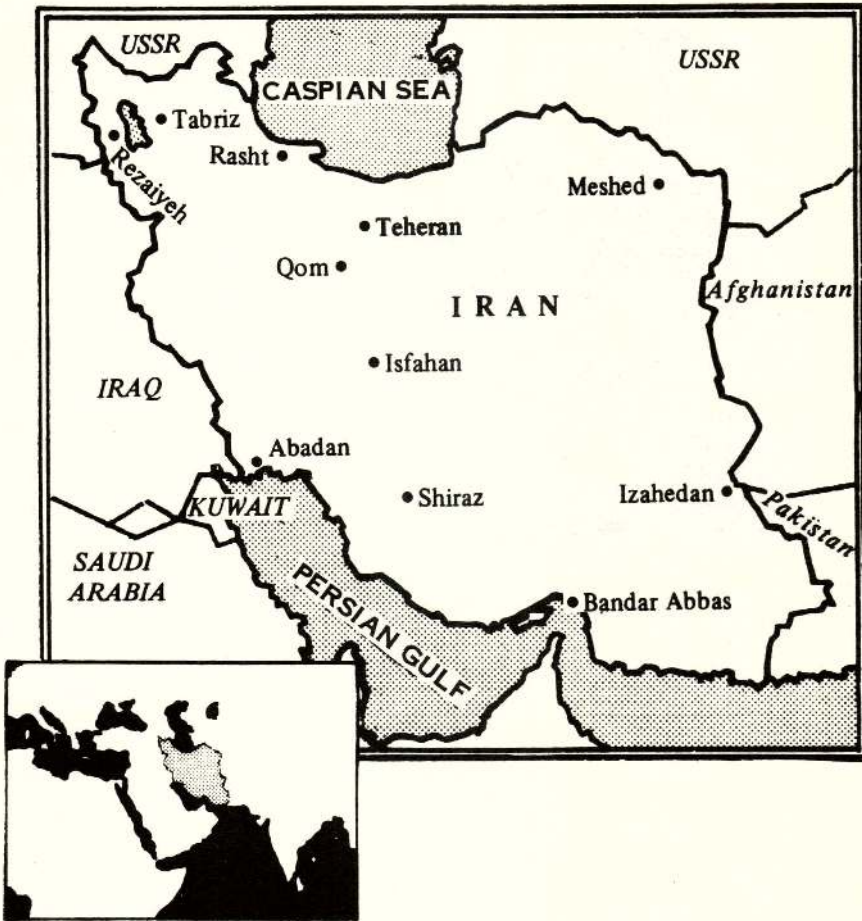 USSR
USSR
CASPIAN SEA
Tabriz
Rezaiyeh
Rasht
Meshed
Teheran
Qom
IRAN
Afghanistan
Isfahan
IRAQ
Abadan
KUWAIT
Shiraz
Izahedan
Pakistan
SAUDI
ARABIA
PERSIAN GULF
Bandar Abbas